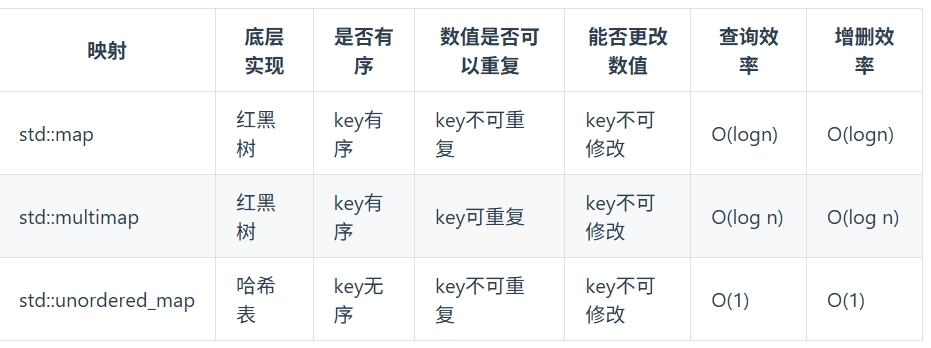 映射
底层
实现
是否有
序
数值是否可
以重复
能否更改
数值
查询效
率
增删效
率
std::map
红黑
树
key有
序
key不可重
复
key不可
修改
O(logn)
O(logn)
std::multimap
红黑
树
key有
序
key可重复
key不可
修改
O(log n)
O(log n)
std::unordered_map
哈希
表
key无
序
key不可重
复
key不可
修改
O(1)
O(1)